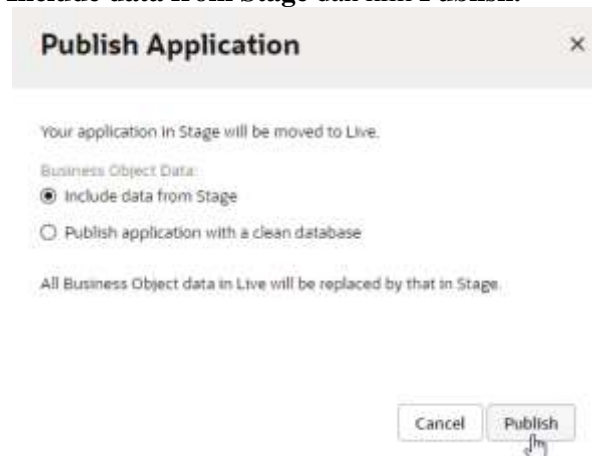 Include data from Stage dan klik Publish.
Publish Application
×
Your application in Stage will be moved to Live.
Business Object Data:
Include data from Stage
Publish application with a clean database
All Business Object data in Live will be replaced by that in Stage.
Cancel Publish